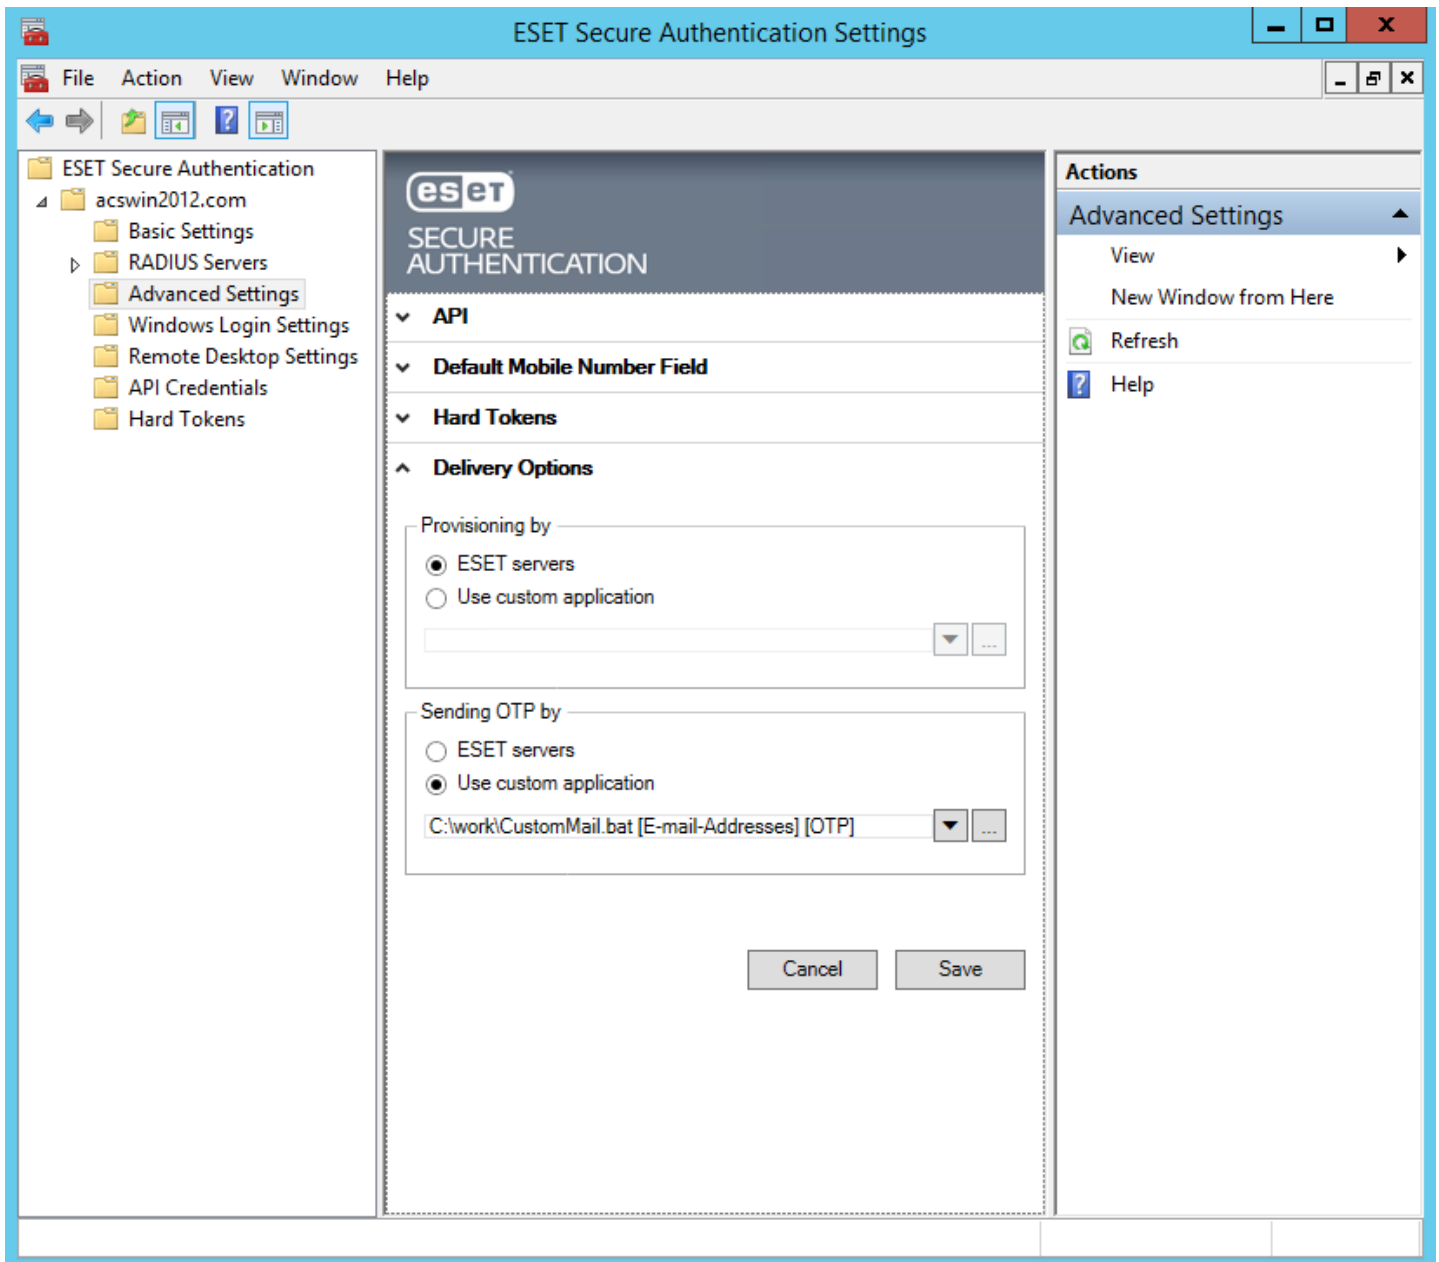 ESET Secure Authentication Settings
File Action View Window Help
ESET Secure Authentication
acswin2012.com
Basic Settings
RADIUS Servers
Advanced Settings
Windows Login Settings
Remote Desktop Settings
API Credentials
Hard Tokens
eset
SECURE
AUTHENTICATION
API
Default Mobile Number Field
Hard Tokens
Delivery Options
Provisioning by
ESET servers
Use custom application
...
Sending OTP by
ESET servers
Use custom application
C:\work\CustomMail.bat [E-mail-Addresses] [OTP]
...
Cancel Save
Actions
Advanced Settings
View
New Window from Here
Refresh
Help